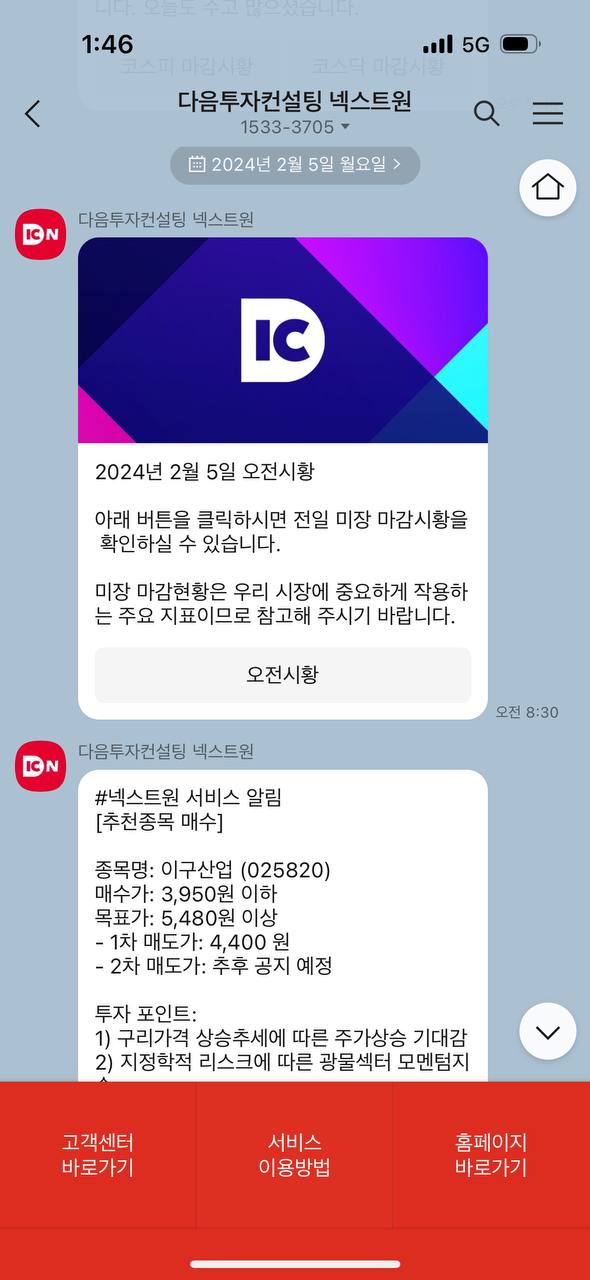 니다. 오늘도 수고 많으셨습니다.
1:46
5G
코스피 마감시황
코스닥 마감시황
다음투자컨설팅 넥스트원
1533-3705
2024년 2월 5일 월요일
다음투자컨설팅 넥스트원
DIC N
DIC
2024년 2월 5일 오전시황
아래 버튼을 클릭하시면 전일 미장 마감시황을
확인하실 수 있습니다.
미장 마감현황은 우리 시장에 중요하게 작용하
는 주요 지표이므로 참고해 주시기 바랍니다.
오전시황
오전 8:30
다음투자컨설팅 넥스트원
DIC N
#넥스트원 서비스 알림
[추천종목 매수]
종목명: 이구산업 (025820)
매수가: 3,950원 이하
목표가: 5,480원 이상
- 1차 매도가: 4,400 원
- 2차 매도가: 추후 공지 예정
투자 포인트:
1) 구리가격 상승추세에 따른 주가상승 기대감
2) 지정학적 리스크에 따른 광물섹터 모멘텀지
고객센터
바로가기
서비스
이용방법
홈페이지
바로가기